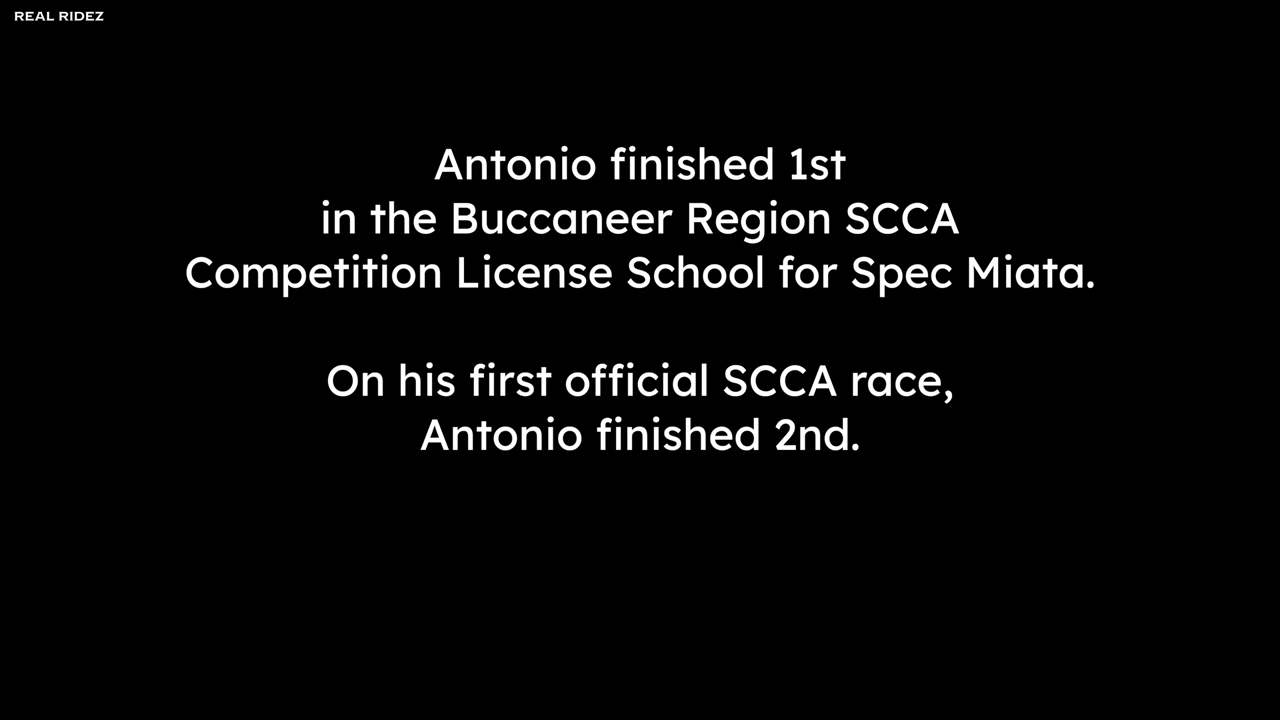 REAL RIDEZ
Antonio finished 1st
in the Buccaneer Region SCCA
Competition License School for Spec Miata.
On his first official SCCA race,
Antonio finished 2nd.